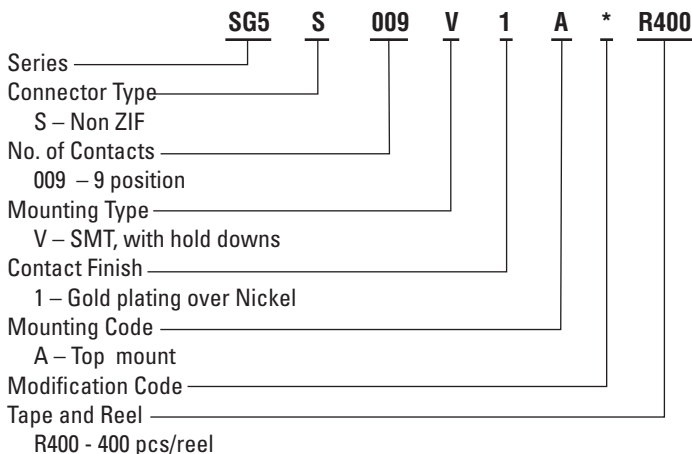 SG5 S 009 V 1 A * R400
Series
Connector Type
S – Non ZIF
No. of Contacts
009 – 9 position
Mounting Type
V – SMT, with hold downs
Contact Finish
1 – Gold plating over Nickel
Mounting Code
A – Top mount
Modification Code
Tape and Reel
R400 - 400 pcs/reel